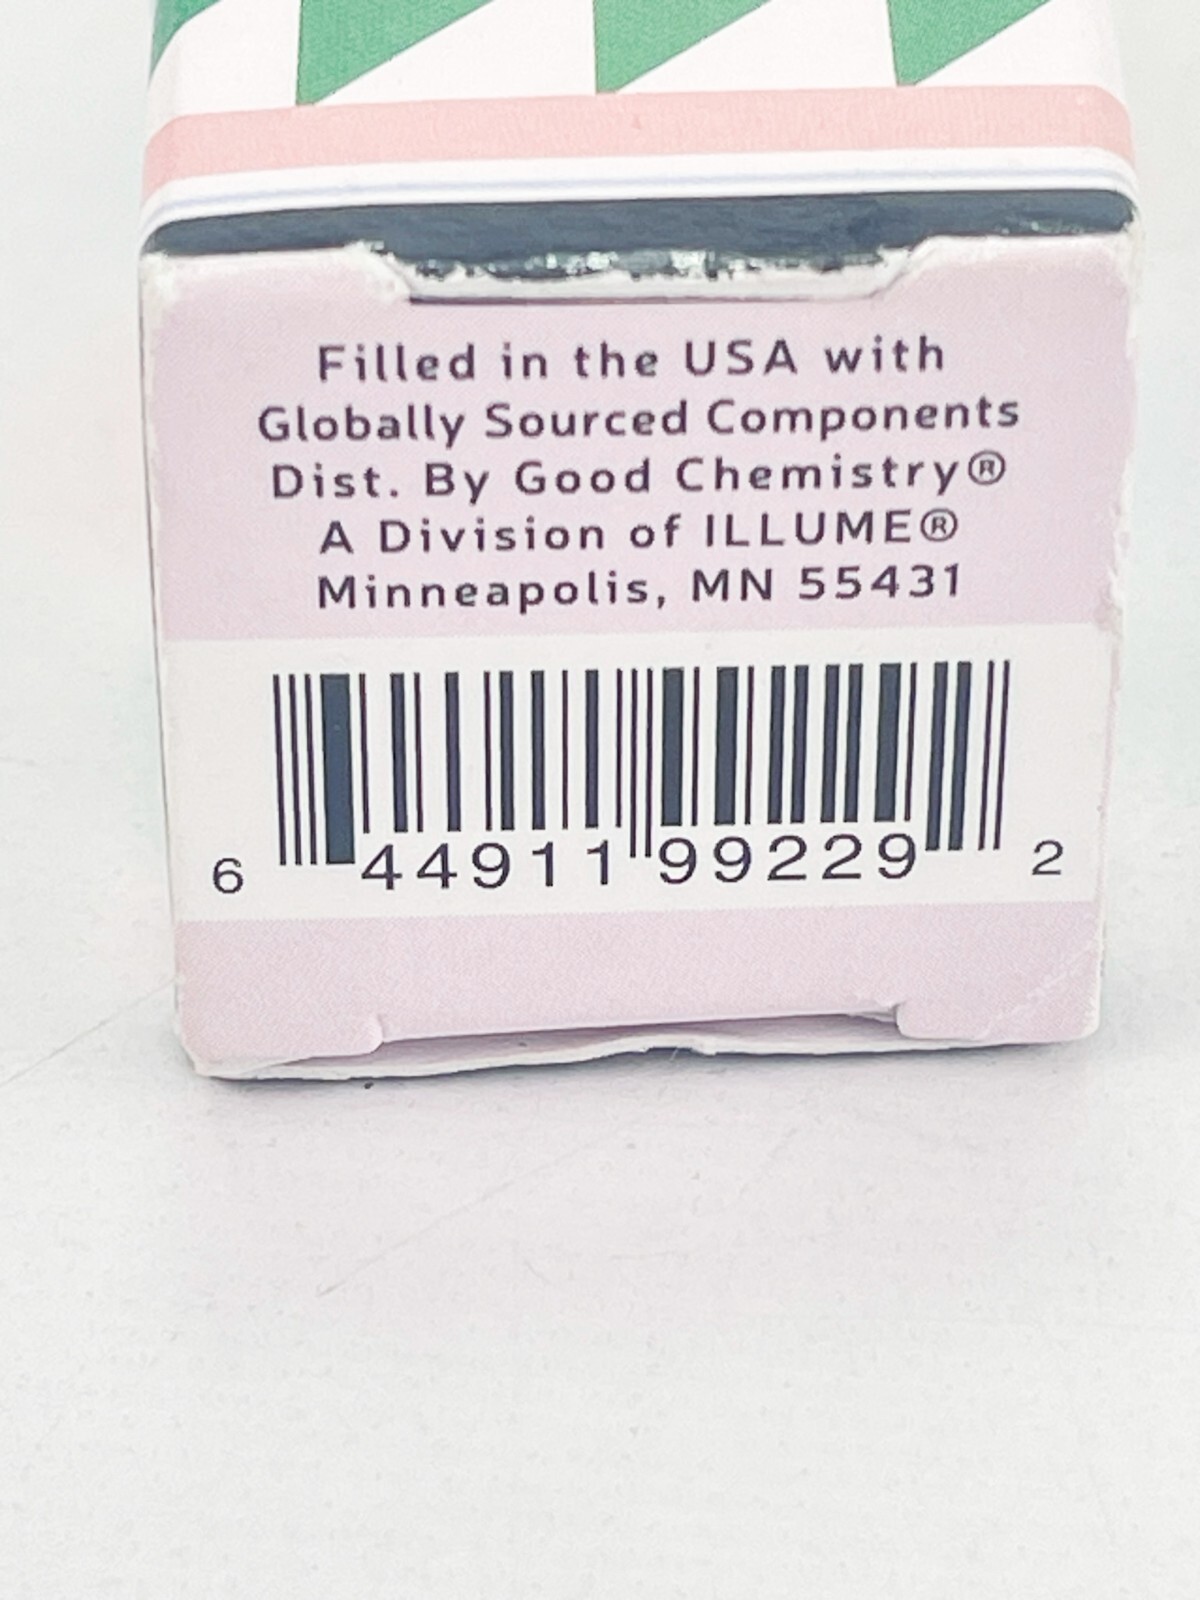 Filled in the USA with
Globally Sourced Components
Dist. By Good Chemistry®
A Division of ILLUME®
Minneapolis, MN 55431
6 44911 99229 2